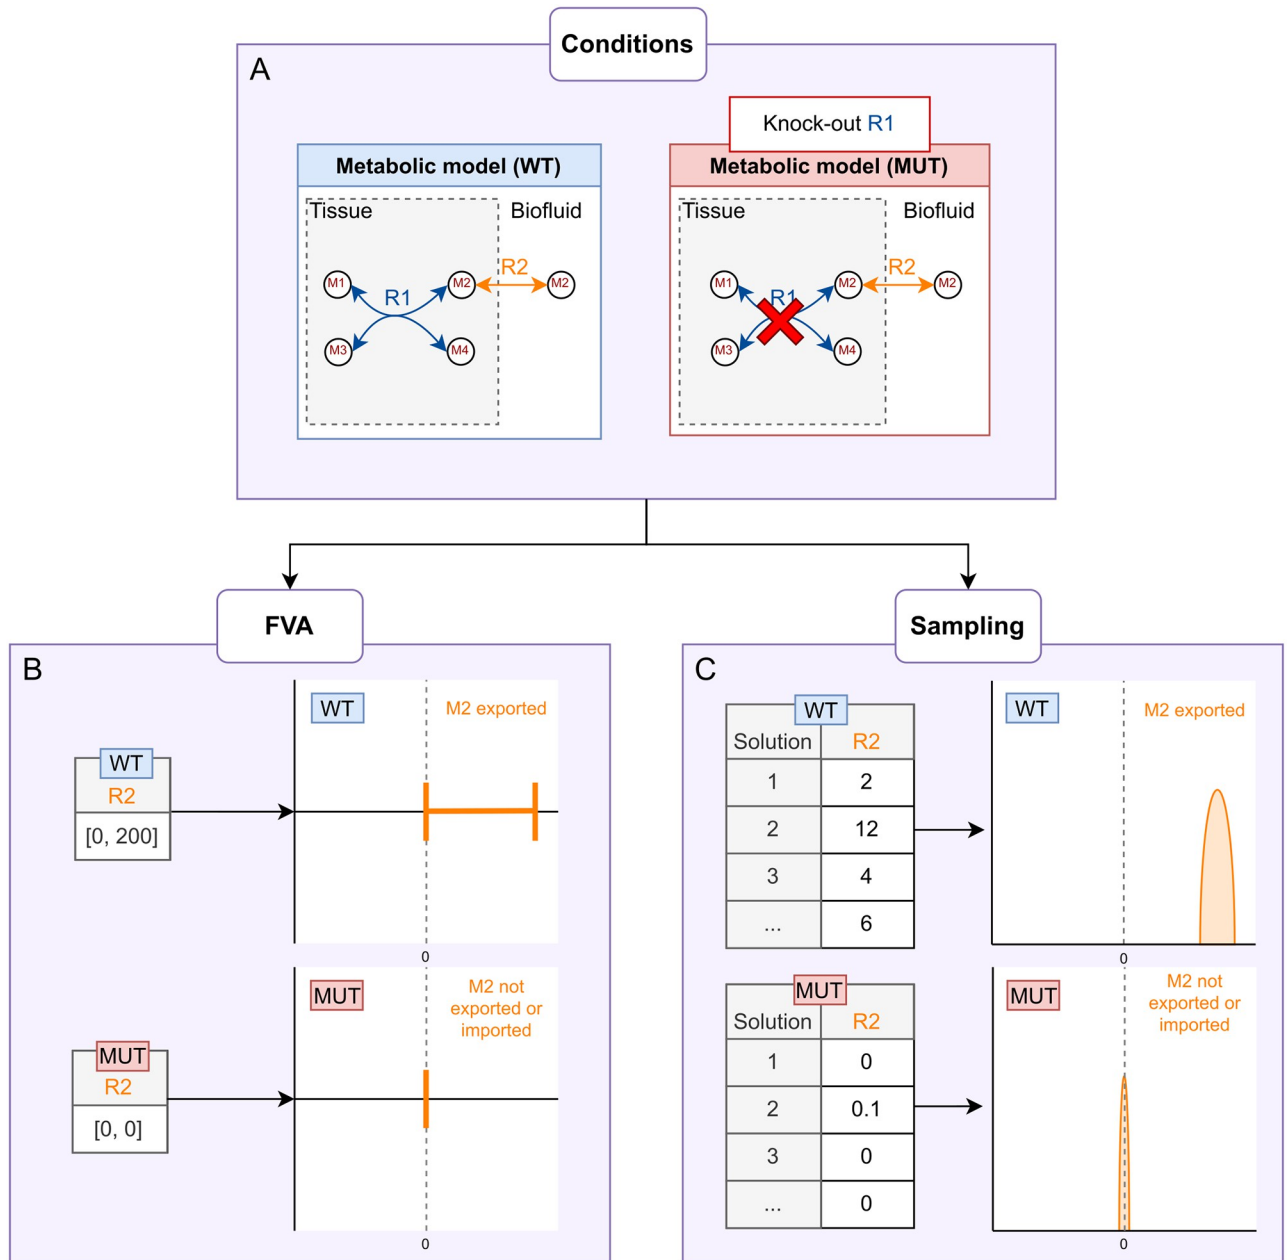 Conditions
A
Knock-out R1
Metabolic model (WT)
Tissue
Biofluid
M1
R1
M2
R2
M2
M3
M4
Metabolic model (MUT)
Tissue
Biofluid
M1
R1
M2
R2
M2
M3
M4
FVA
B
WT
R2
[0, 200]
WT
M2 exported
0
MUT
R2
[0, 0]
MUT
M2 not
exported or
imported
0
Sampling
C
WT
Solution R2
1 2
2 12
3 4
... 6
WT
M2 exported
0
MUT
Solution R2
1 0
2 0.1
3 0
... 0
MUT
M2 not
exported or
imported
0